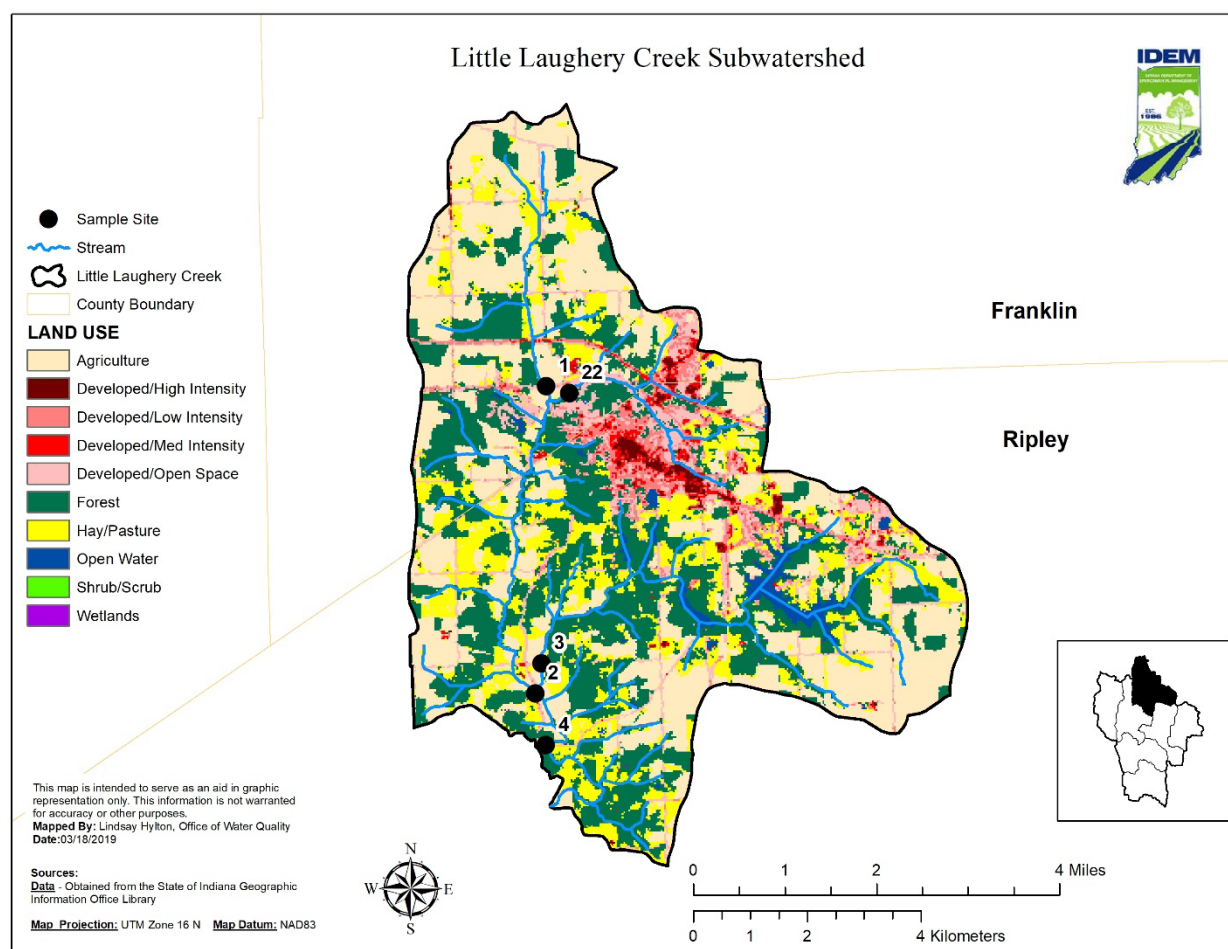 Little Laughery Creek Subwatershed
IDEM
INDIANA DEPARTMENT OF
ENVIRONMENTAL MANAGEMENT
EST.
1986
Sample Site
Stream
Little Laughery Creek
County Boundary
LAND USE
Agriculture
Developed/High Intensity
Developed/Low Intensity
Developed/Med Intensity
Developed/Open Space
Forest
Hay/Pasture
Open Water
Shrub/Scrub
Wetlands
Franklin
Ripley
1
22
3
2
4
This map is intended to serve as an aid in graphic
representation only. This information is not warranted
for accuracy or other purposes.
Mapped By: Lindsay Hylton, Office of Water Quality
Date:03/18/2019
Sources:
Data - Obtained from the State of Indiana Geographic
Information Office Library
Map Projection: UTM Zone 16 N Map Datum: NAD83
N
W E
S
0 1 2 4 Miles
0 1 2 4 Kilometers